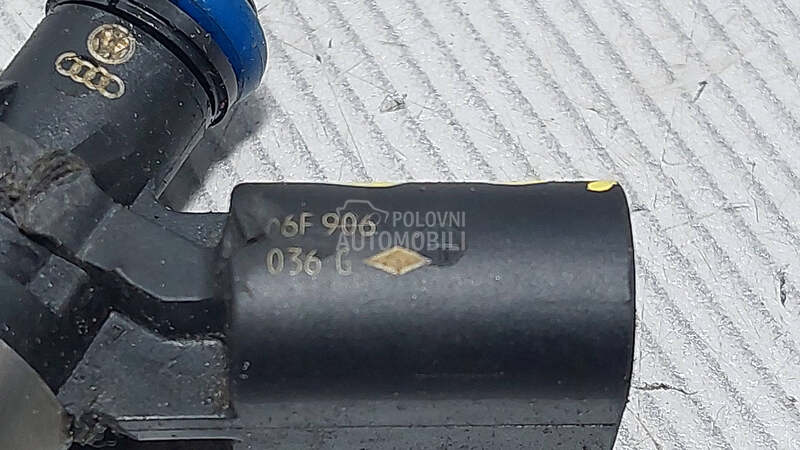 06F 906
036 G
POLOVNI
AUTOMOBILI